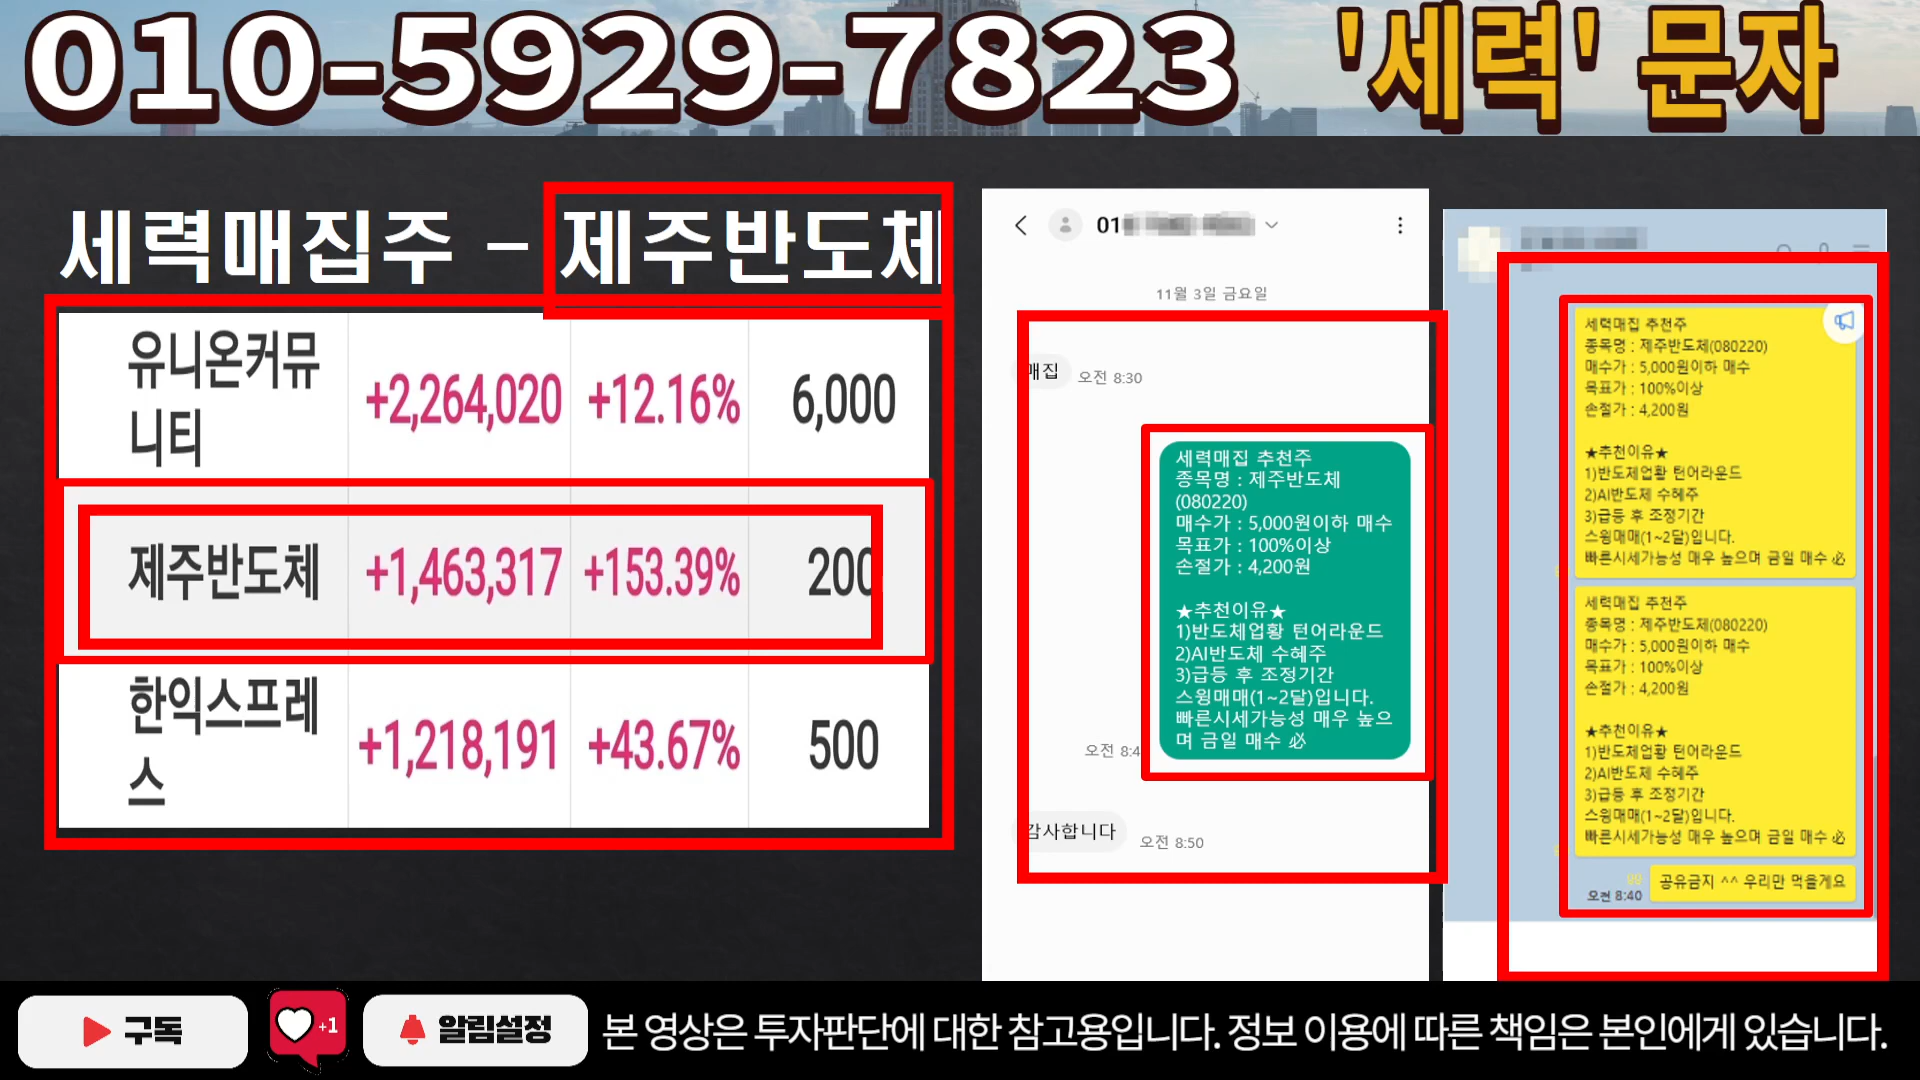 010-5929-7823 '세력' 문자
세력매집주 - 제주반도체
유니온커뮤
니티
+2,264,020 +12.16% 6,000
제주반도체 +1,463,317 +153.39% 200
한익스프레
스
+1,218,191 +43.67% 500
01
11월 3일 금요일
매집 오전 8:30
세력매집 추천주
종목명 : 제주반도체
(080220)
매수가 : 5,000원이하 매수
목표가 : 100%이상
손절가 : 4,200원
★추천이유★
1)반도체업황 턴어라운드
2)AI반도체 수혜주
3)급등 후 조정기간
스윙매매(1~2달)입니다.
빠른시세가능성 매우 높으
며 금일 매수 必
오전 8:4
감사합니다 오전 8:50
세력매집 추천주
종목명 : 제주반도체(080220)
매수가 : 5,000원이하 매수
목표가 : 100%이상
손절가 : 4,200원
★추천이유★
1)반도체업황 턴어라운드
2)AI반도체 수혜주
3)급등 후 조정기간
스윙매매(1~2달)입니다.
빠른시세가능성 매우 높으며 금일 매수 必
세력매집 추천주
종목명 : 제주반도체(080220)
매수가 : 5,000원이하 매수
목표가 : 100%이상
손절가 : 4,200원
★추천이유★
1)반도체업황 턴어라운드
2)AI반도체 수혜주
3)급등 후 조정기간
스윙매매(1~2달)입니다.
빠른시세가능성 매우 높으며 금일 매수 必
오전 8:40 공유금지 ^^ 우리만 먹을게요
구독 +1 알림설정 본 영상은 투자판단에 대한 참고용입니다. 정보 이용에 따른 책임은 본인에게 있습니다.